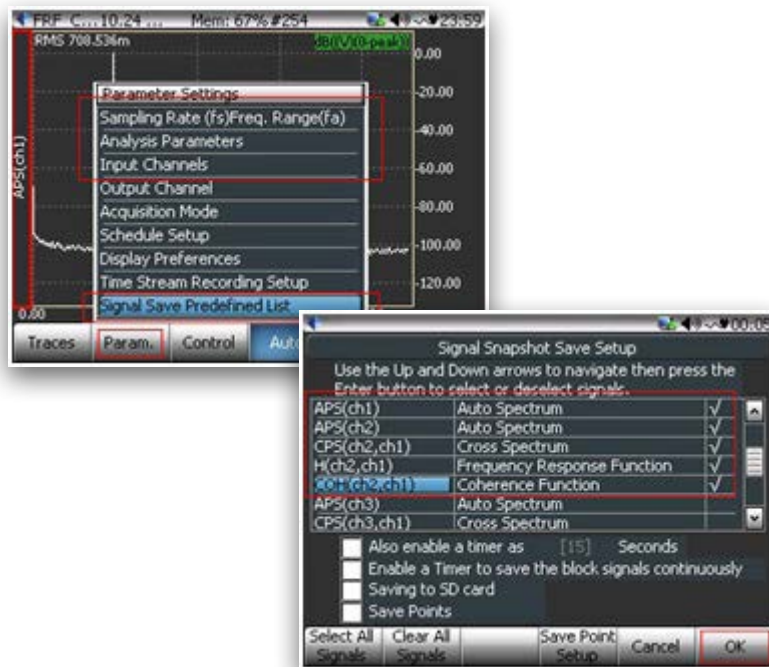 FRF C...10.24 ... Mem: 67% #254 23:59
RMS 708.536m dB((V)(0-peak))
0.00
-20.00
-40.00
-60.00
-80.00
-100.00
-120.00
APS(ch1)
0.00
Parameter Settings
Sampling Rate (fs)Freq. Range(fa)
Analysis Parameters
Input Channels
Output Channel
Acquisition Mode
Schedule Setup
Display Preferences
Time Stream Recording Setup
Signal Save Predefined List
Traces Param. Control Aut
00:05
Signal Snapshot Save Setup
Use the Up and Down arrows to navigate then press the
Enter button to select or deselect signals.
APS(ch1) Auto Spectrum √
APS(ch2) Auto Spectrum √
CPS(ch2,ch1) Cross Spectrum √
H(ch2,ch1) Frequency Response Function √
COH(ch2,ch1) Coherence Function √
APS(ch3) Auto Spectrum
CPS(ch3,ch1) Cross Spectrum
Also enable a timer as [15] Seconds
Enable a Timer to save the block signals continuously
Saving to SD card
Save Points
Select All Signals Clear All Signals Save Point Setup Cancel OK